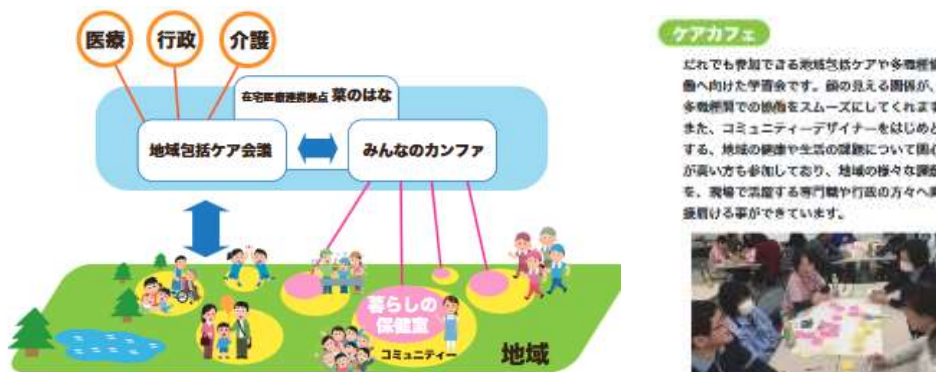 医療
行政
介護
在宅医療連携拠点 菜のはな
地域包括ケア会議
みんなのカンファ
暮らしの
保健室
コミュニティー
地域
ケアカフェ
だれでも参加できる地域包括ケアや多職種協
働へ向けた学習会です。顔の見える関係が、
多職種間での協働をスムーズにしてくれます
また、コミュニティーデザイナーをはじめと
する、地域の健康や生活の課題について関心
が高い方も参加しており、地域の様々な課題
を、現場で活躍する専門職や行政の方々へ直
接届ける事ができています。